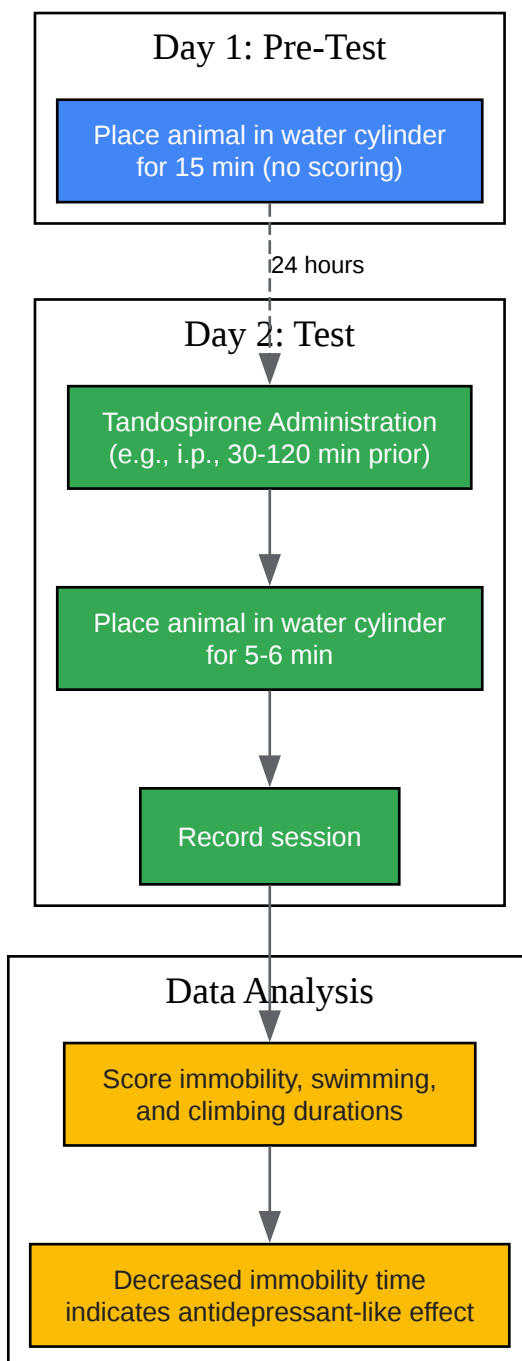 Day 1: Pre-Test
Place animal in water cylinder
for 15 min (no scoring)
24 hours
Day 2: Test
Tandospirone Administration
(e.g., i.p., 30-120 min prior)
Place animal in water cylinder
for 5-6 min
Record session
Data Analysis
Score immobility, swimming,
and climbing durations
Decreased immobility time
indicates antidepressant-like effect